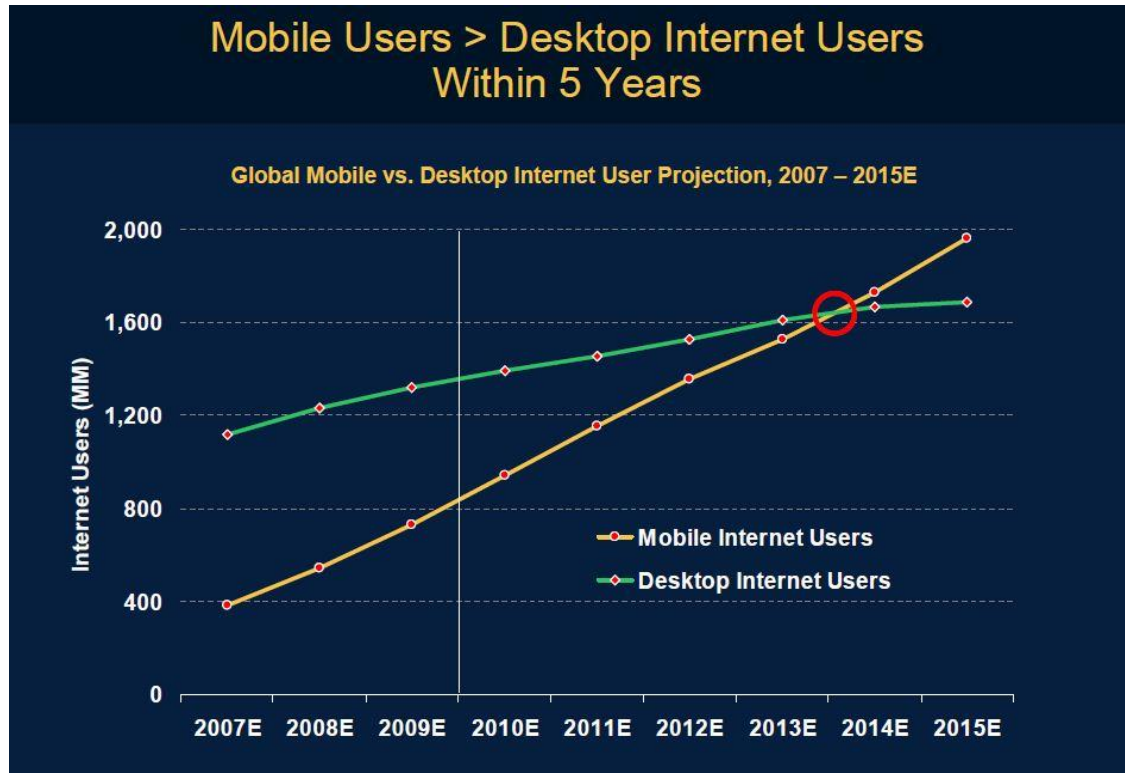 Mobile Users > Desktop Internet Users
Within 5 Years
Global Mobile vs. Desktop Internet User Projection, 2007 – 2015E
2,000
1,600
1,200
800
400
0
Internet Users (MM)
Mobile Internet Users
Desktop Internet Users
2007E 2008E 2009E 2010E 2011E 2012E 2013E 2014E 2015E